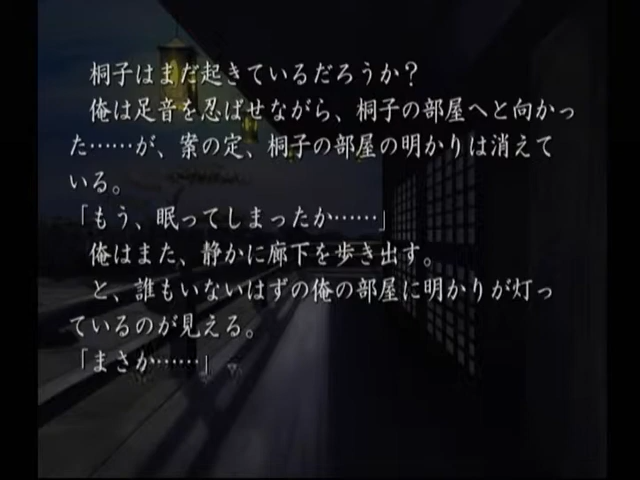 桐子はまだ起きているだろうか？
俺は足音を忍ばせながら、桐子の部屋へと向かっ
た……が、案の定、桐子の部屋の明かりは消えて
いる。
「もう、眠ってしまったか……」
俺はまた、静かに廊下を歩き出す。
と、誰もいないはずの俺の部屋に明かりが灯っ
ているのが見える。
「まさか……」